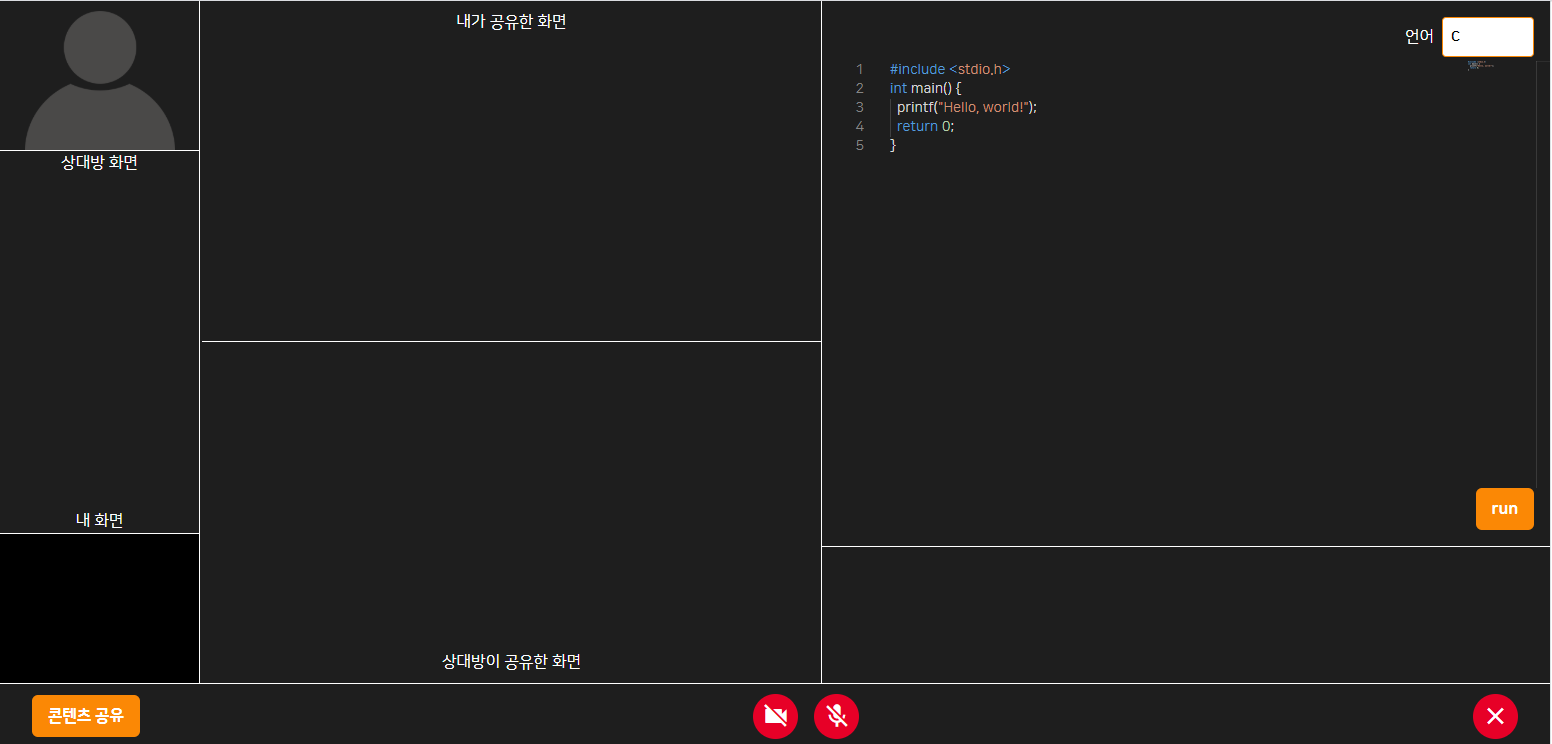 상대방 화면
내 화면
내가 공유한 화면
상대방이 공유한 화면
언어 C
1 #include <stdio.h>
2 int main() {
3 printf("Hello, world!");
4 return 0;
5 }
run
콘텐츠 공유